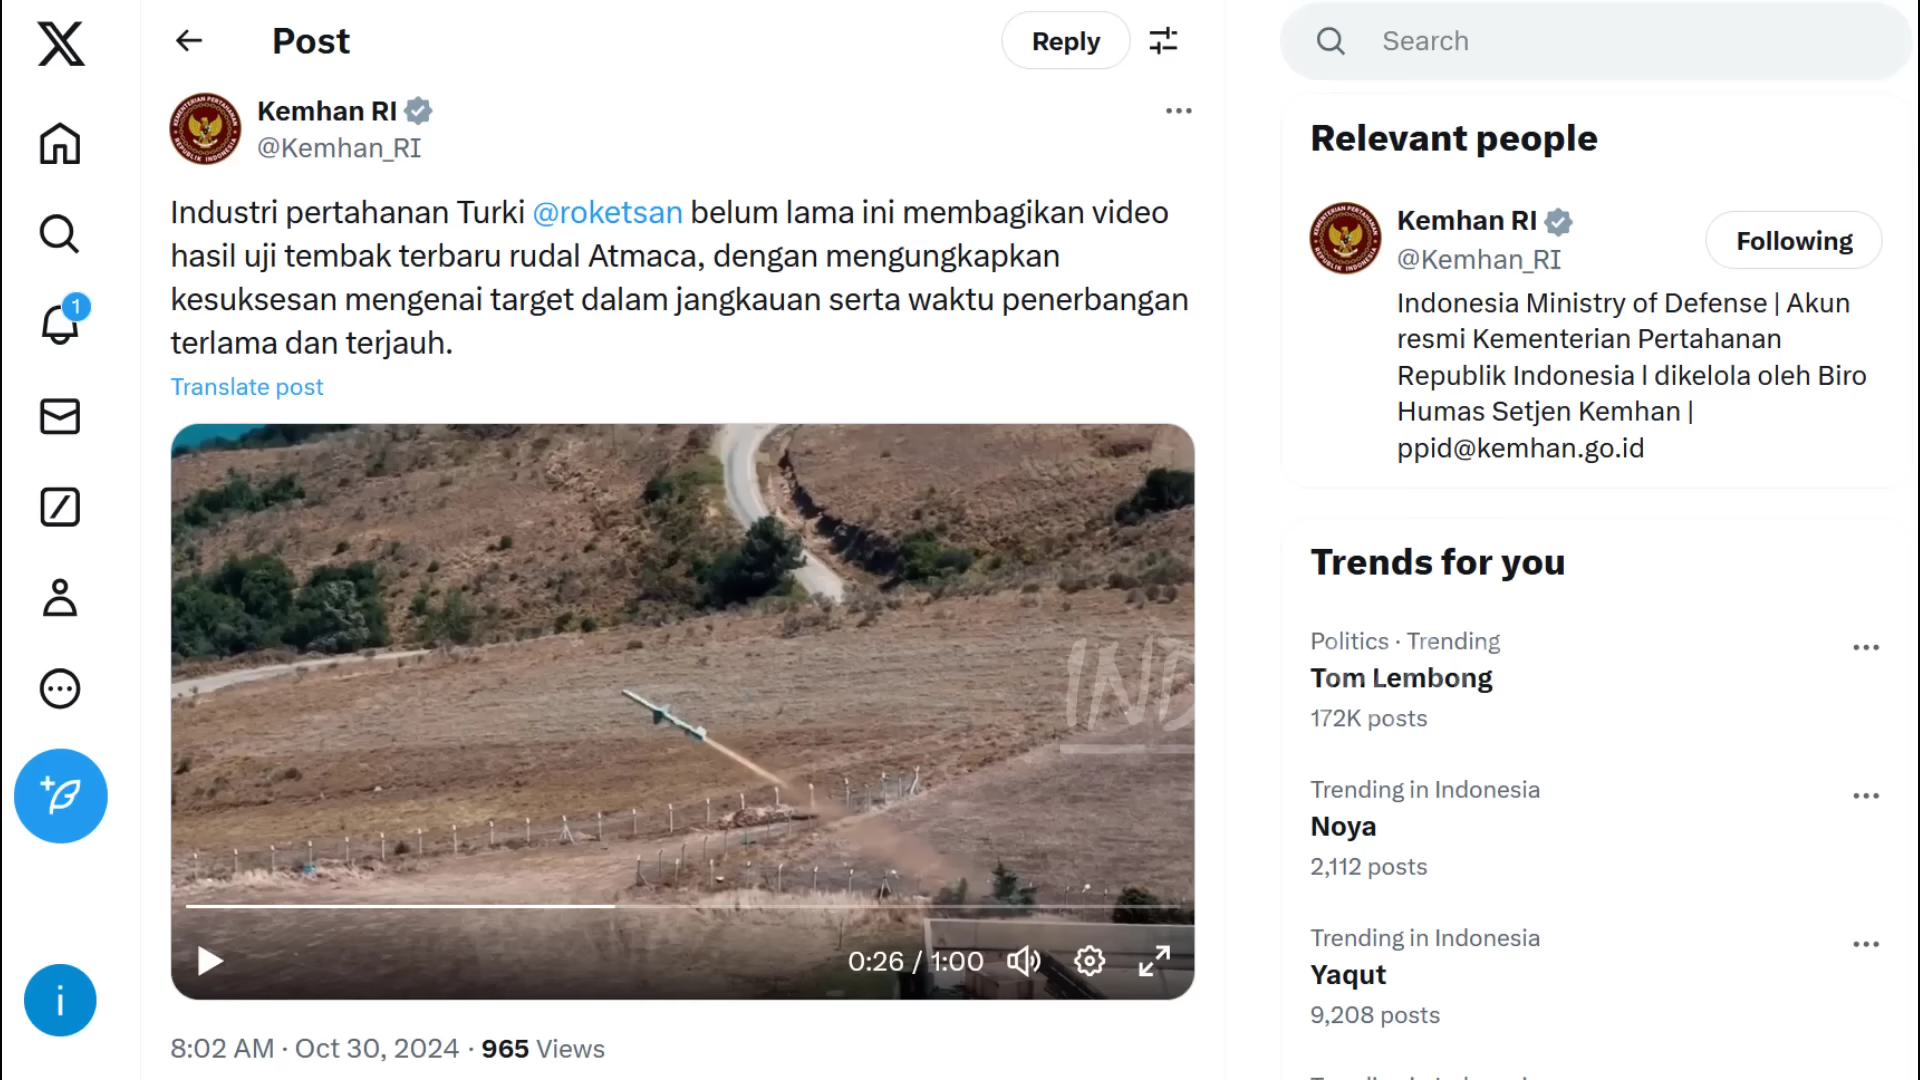 Post
Reply
Search
Kemhan RI
@Kemhan_RI
Industri pertahanan Turki @roketsan belum lama ini membagikan video
hasil uji tembak terbaru rudal Atmaca, dengan mengungkapkan
kesuksesan mengenai target dalam jangkauan serta waktu penerbangan
terlama dan terjauh.
Translate post
0:26 / 1:00
8:02 AM · Oct 30, 2024 · 965 Views
1
i
Relevant people
Kemhan RI
@Kemhan_RI
Following
Indonesia Ministry of Defense | Akun
resmi Kementerian Pertahanan
Republik Indonesia l dikelola oleh Biro
Humas Setjen Kemhan |
ppid@kemhan.go.id
Trends for you
Politics · Trending
Tom Lembong
172K posts
Trending in Indonesia
Noya
2,112 posts
Trending in Indonesia
Yaqut
9,208 posts